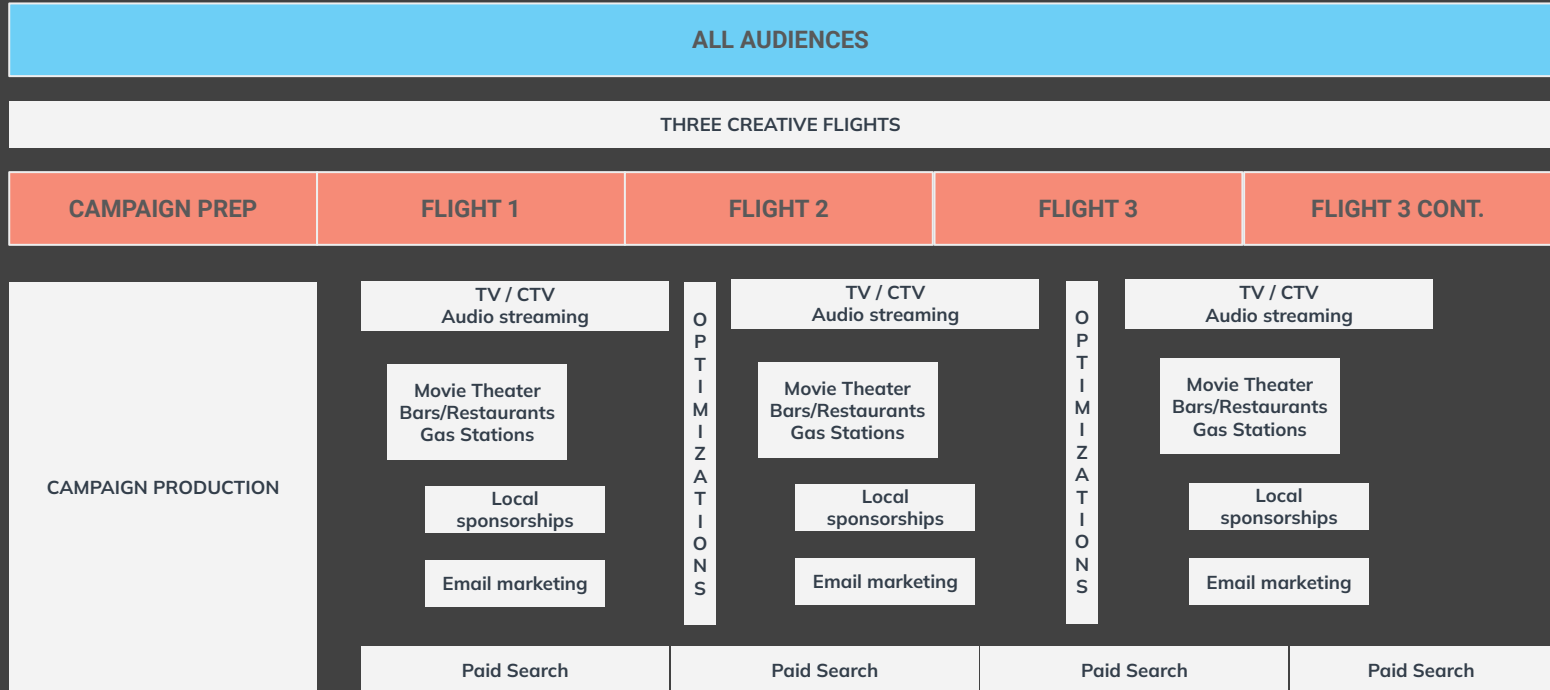 ALL AUDIENCES
THREE CREATIVE FLIGHTS
CAMPAIGN PREP
FLIGHT 1
FLIGHT 2
FLIGHT 3
FLIGHT 3 CONT.
CAMPAIGN PRODUCTION
TV / CTV
Audio streaming
Movie Theater
Bars/Restaurants
Gas Stations
Local
sponsorships
Email marketing
OPTIMIZATIONS
TV / CTV
Audio streaming
Movie Theater
Bars/Restaurants
Gas Stations
Local
sponsorships
Email marketing
OPTIMIZATIONS
TV / CTV
Audio streaming
Movie Theater
Bars/Restaurants
Gas Stations
Local
sponsorships
Email marketing
Paid Search
Paid Search
Paid Search
Paid Search